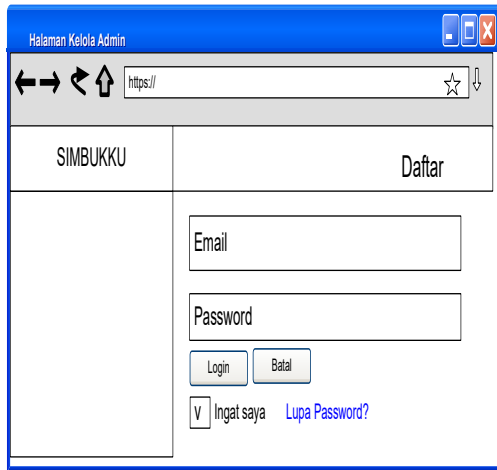 Halaman Kelola Admin
https://
SIMBUKKU
Daftar
Email
Password
Login Batal
V Ingat saya Lupa Password?